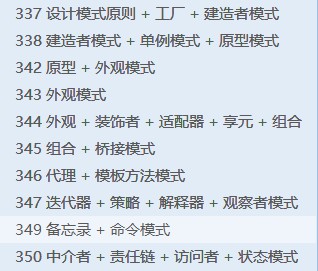 337 设计模式原则 + 工厂 + 建造者模式
338 建造者模式 + 单例模式 + 原型模式
342 原型 + 外观模式
343 外观模式
344 外观 + 装饰者 + 适配器 + 享元 + 组合
345 组合 + 桥接模式
346 代理 + 模板方法模式
347 迭代器 + 策略 + 解释器 + 观察者模式
349 备忘录 + 命令模式
350 中介者 + 责任链 + 访问者 + 状态模式